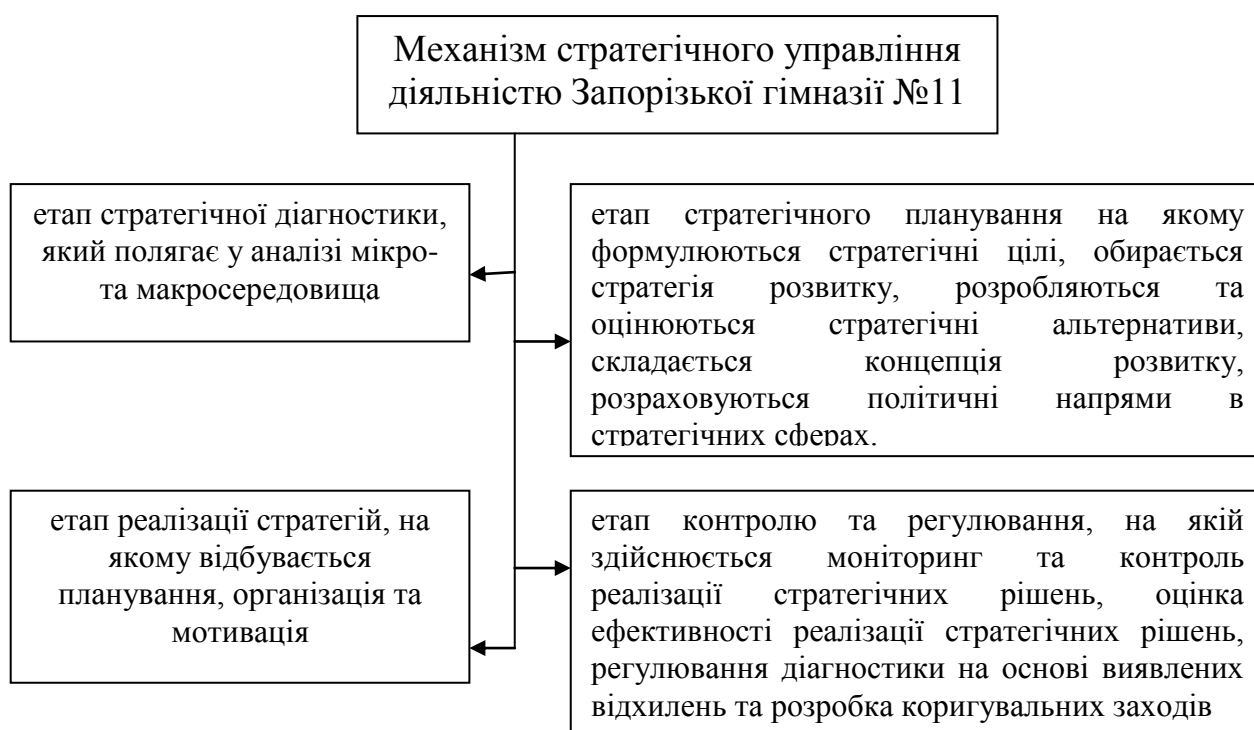 Механізм стратегічного управління
діяльністю Запорізької гімназії №11
етап стратегічної діагностики,
який полягає у аналізі мікро-
та макросередовища
етап стратегічного планування на якому
формулюються стратегічні цілі, обирається
стратегія розвитку, розробляються та
оцінюються стратегічні альтернативи,
складається концепція розвитку,
розраховуються політичні напрями в
стратегічних сферах.
етап реалізації стратегій, на
якому відбувається
планування, організація та
мотивація
етап контролю та регулювання, на якій
здійснюється моніторинг та контроль
реалізації стратегічних рішень, оцінка
ефективності реалізації стратегічних рішень,
регулювання діагностики на основі виявлених
відхилень та розробка коригувальних заходів